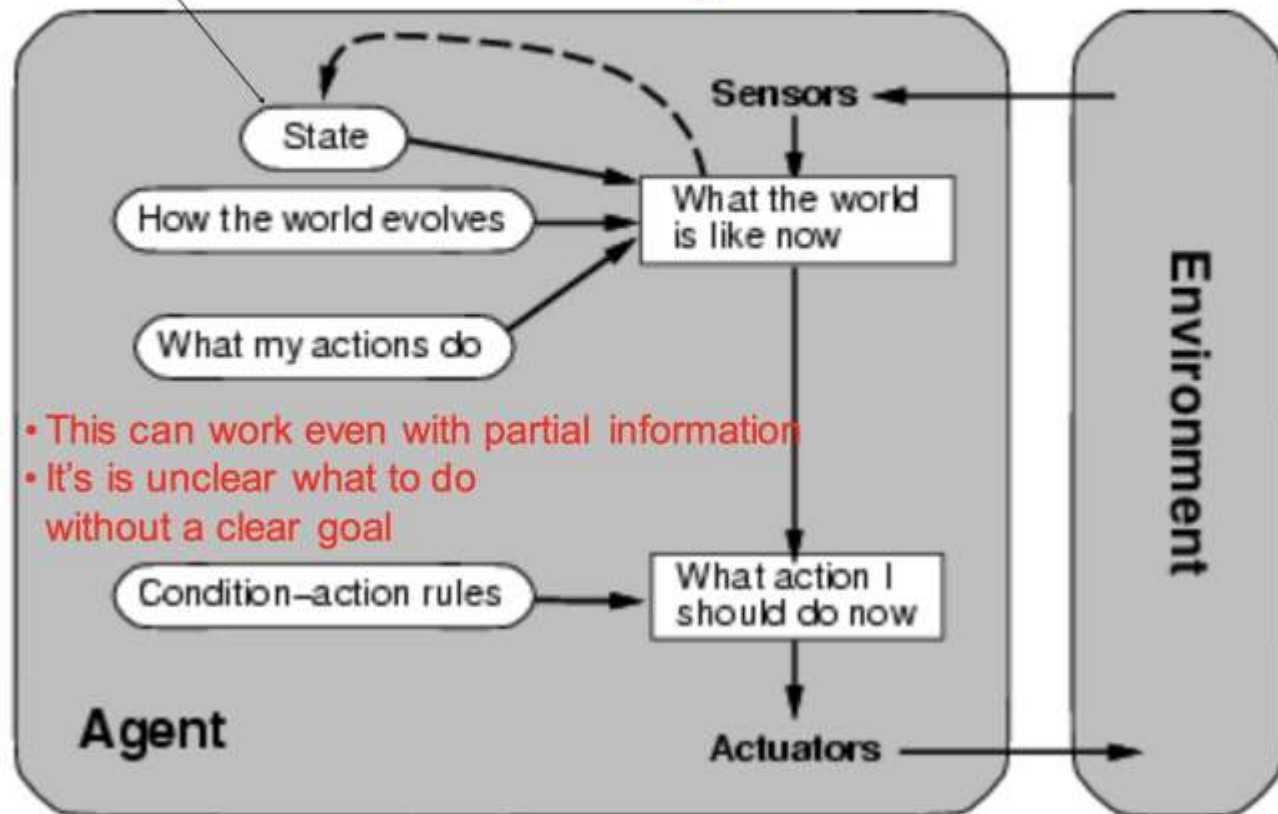 Sensors
State
What the world
is like now
How the world evolves
What my actions do
• This can work even with partial information
• It's is unclear what to do
without a clear goal
Condition–action rules
What action I
should do now
Agent
Actuators
Environment